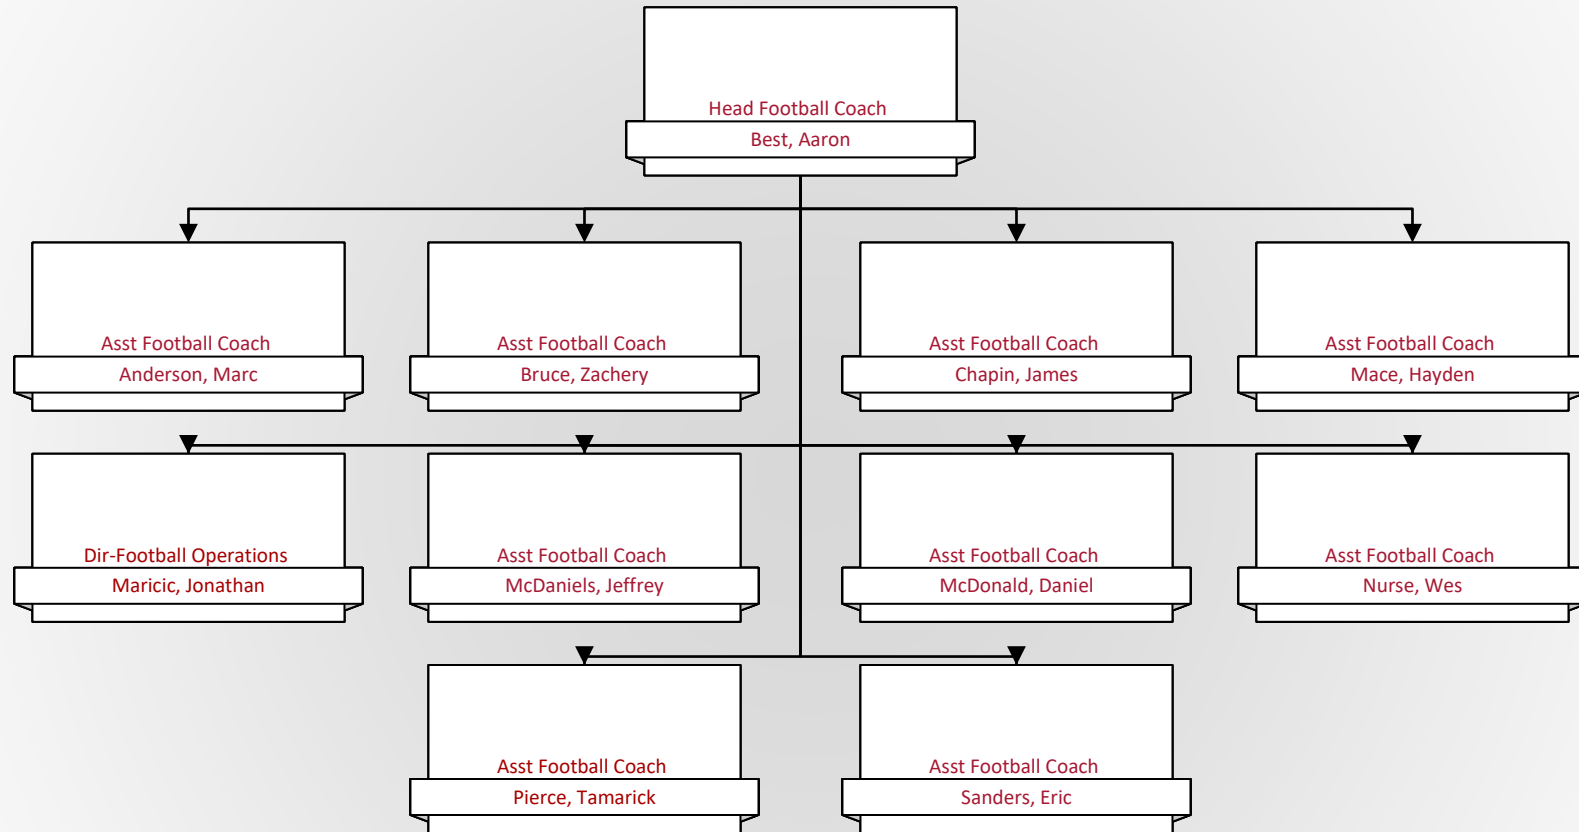 Head Football Coach
Best, Aaron
Asst Football Coach
Anderson, Marc
Asst Football Coach
Bruce, Zachery
Asst Football Coach
Chapin, James
Asst Football Coach
Mace, Hayden
Dir-Football Operations
Maricic, Jonathan
Asst Football Coach
McDaniels, Jeffrey
Asst Football Coach
McDonald, Daniel
Asst Football Coach
Nurse, Wes
Asst Football Coach
Pierce, Tamarick
Asst Football Coach
Sanders, Eric